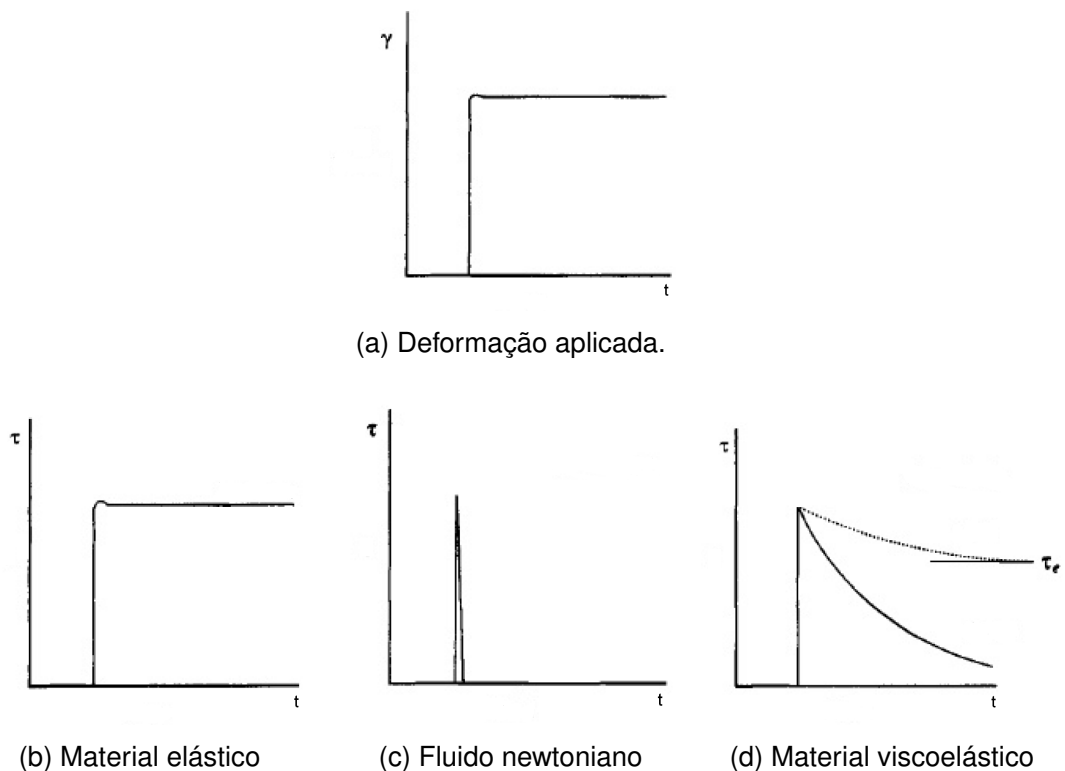 γ
t
(a) Deformação aplicada.
τ
t
(b) Material elástico
τ
t
(c) Fluido newtoniano
τ
τₑ
t
(d) Material viscoelástico